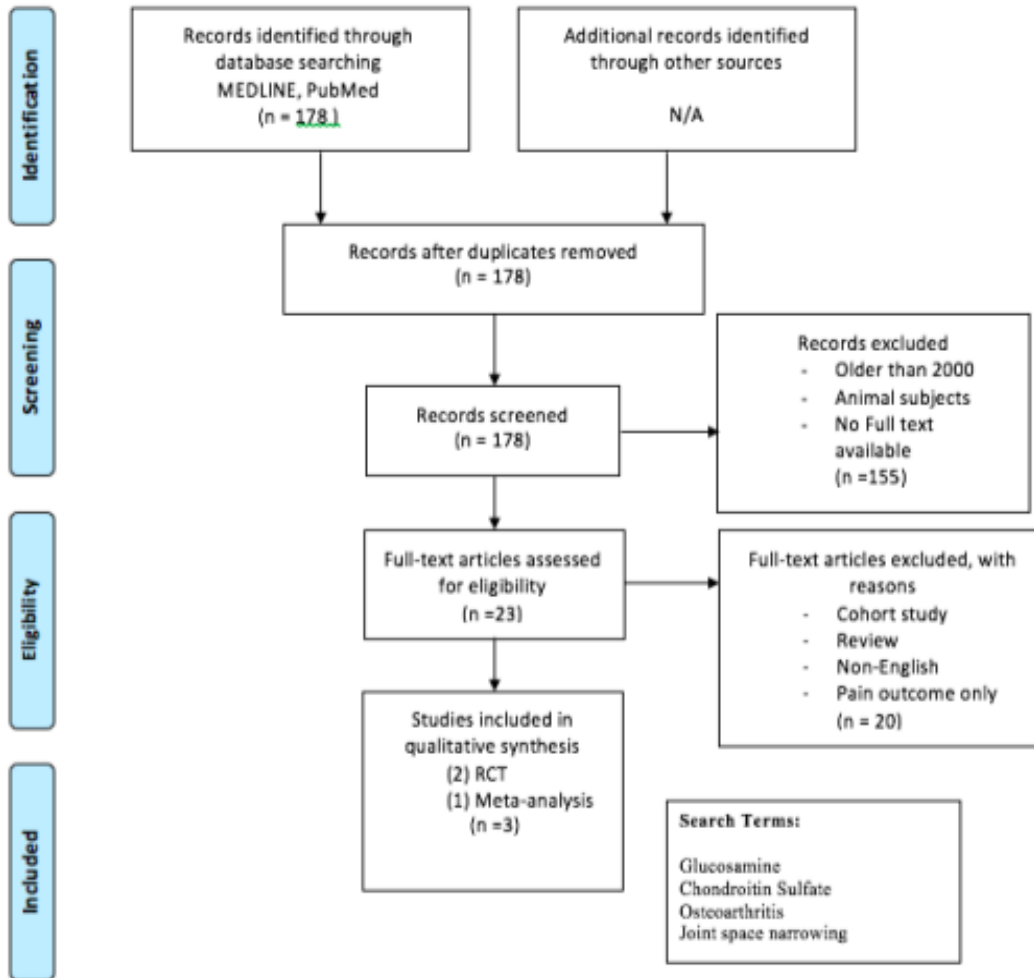 Identification
Records identified through
database searching
MEDLINE, PubMed
(n = 178 )
Additional records identified
through other sources
N/A
Records after duplicates removed
(n = 178)
Screening
Records screened
(n = 178)
Records excluded
- Older than 2000
- Animal subjects
- No Full text
available
(n =155)
Eligibility
Full-text articles assessed
for eligibility
(n =23)
Full-text articles excluded, with
reasons
- Cohort study
- Review
- Non-English
- Pain outcome only
(n = 20)
Included
Studies included in
qualitative synthesis
(2) RCT
(1) Meta-analysis
(n =3)
Search Terms:
Glucosamine
Chondroitin Sulfate
Osteoarthritis
Joint space narrowing